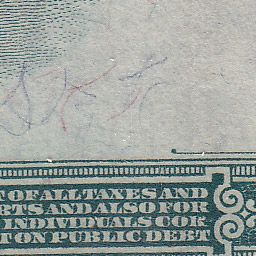 OF ALL TAXES AND
RTS AND ALSO FOR
INDIVIDUALS COR
TON PUBLIC DEBT